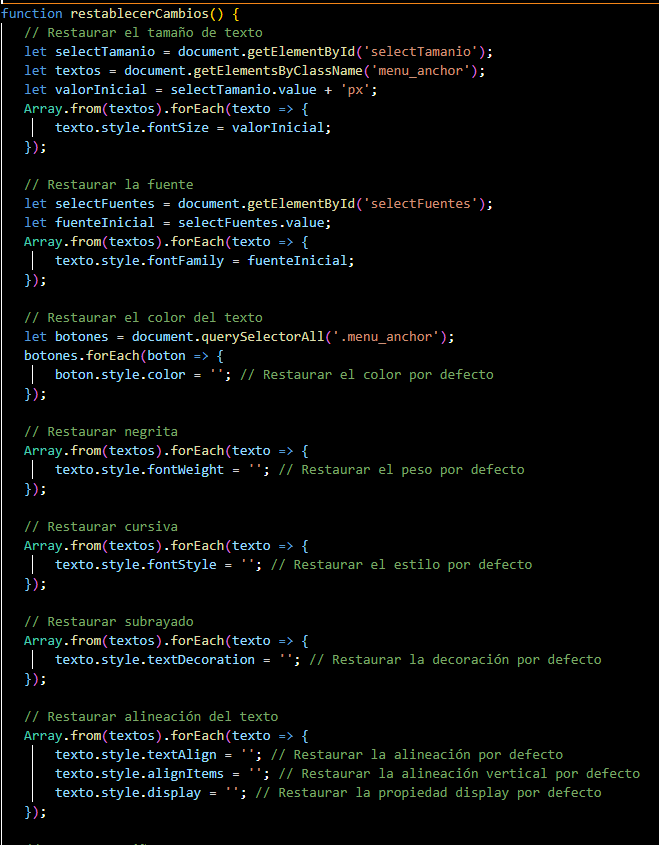 function restablecerCambios() {
// Restaurar el tamaño de texto
let selectTamanio = document.getElementById('selectTamanio');
let textos = document.getElementsByClassName('menu_anchor');
let valorInicial = selectTamanio.value + 'px';
Array.from(textos).forEach(texto => {
texto.style.fontSize = valorInicial;
});
// Restaurar la fuente
let selectFuentes = document.getElementById('selectFuentes');
let fuenteInicial = selectFuentes.value;
Array.from(textos).forEach(texto => {
texto.style.fontFamily = fuenteInicial;
});
// Restaurar el color del texto
let botones = document.querySelectorAll('.menu_anchor');
botones.forEach(boton => {
boton.style.color = ''; // Restaurar el color por defecto
});
// Restaurar negrita
Array.from(textos).forEach(texto => {
texto.style.fontWeight = ''; // Restaurar el peso por defecto
});
// Restaurar cursiva
Array.from(textos).forEach(texto => {
texto.style.fontStyle = ''; // Restaurar el estilo por defecto
});
// Restaurar subrayado
Array.from(textos).forEach(texto => {
texto.style.textDecoration = ''; // Restaurar la decoración por defecto
});
// Restaurar alineación del texto
Array.from(textos).forEach(texto => {
texto.style.textAlign = ''; // Restaurar la alineación por defecto
texto.style.alignItems = ''; // Restaurar la alineación vertical por defecto
texto.style.display = ''; // Restaurar la propiedad display por defecto
});